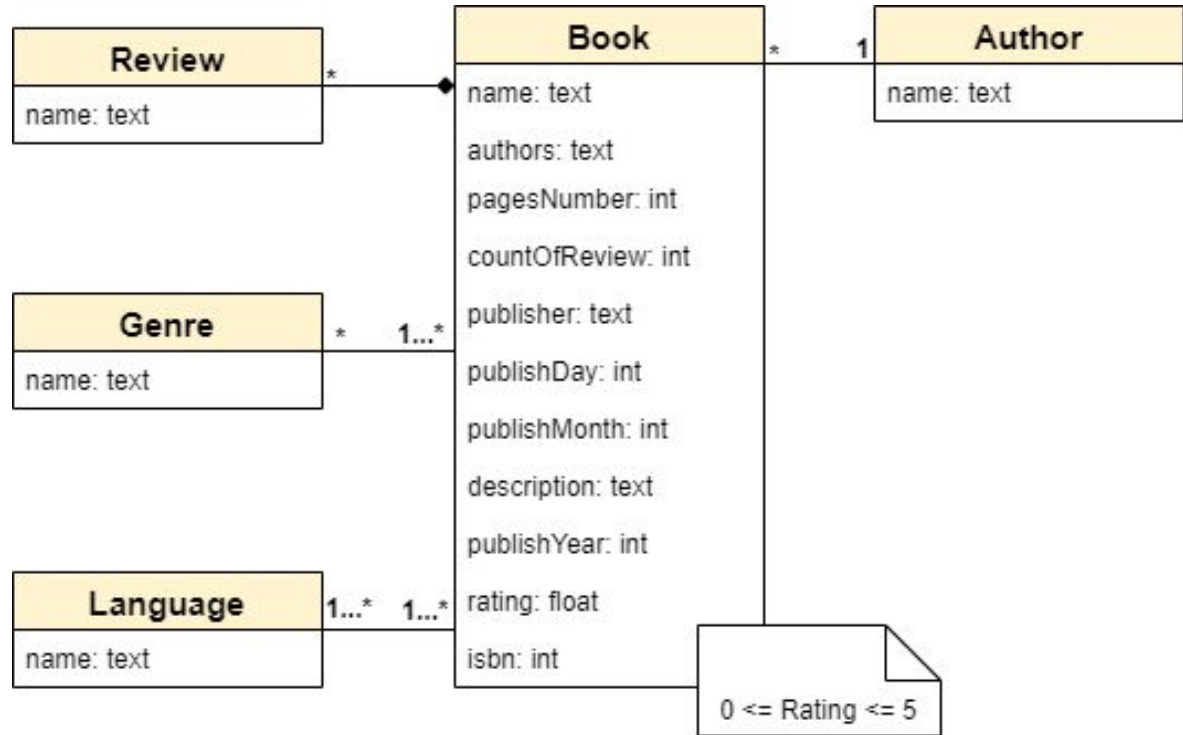 Review
*
name: text
Book
name: text
authors: text
pagesNumber: int
countOfReview: int
publisher: text
publishDay: int
publishMonth: int
description: text
publishYear: int
rating: float
isbn: int
* 1
Author
name: text
Genre
* 1...*
name: text
Language
1...* 1...*
name: text
0 <= Rating <= 5